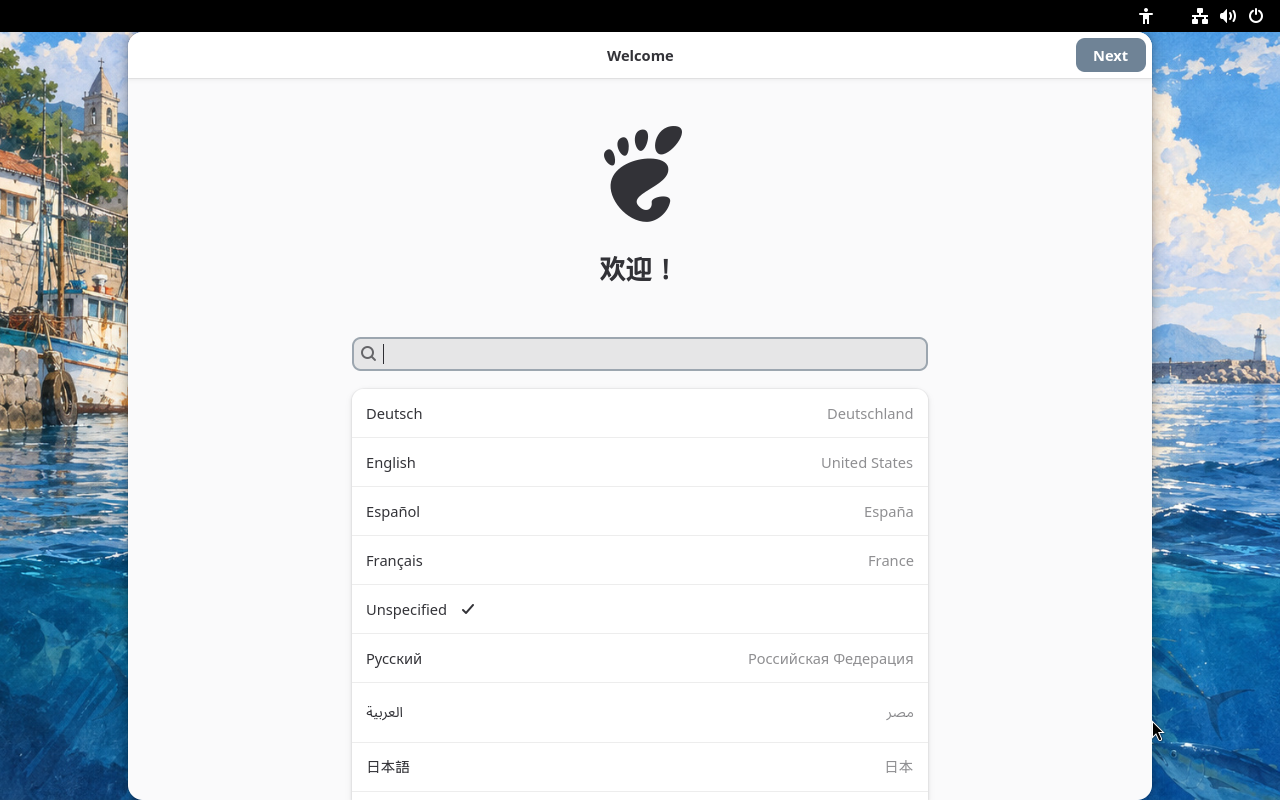 Welcome
Next
欢迎！
Deutsch Deutschland
English United States
Español España
Français France
Unspecified
Русский Российская Федерация
العربية مصر
日本語 日本